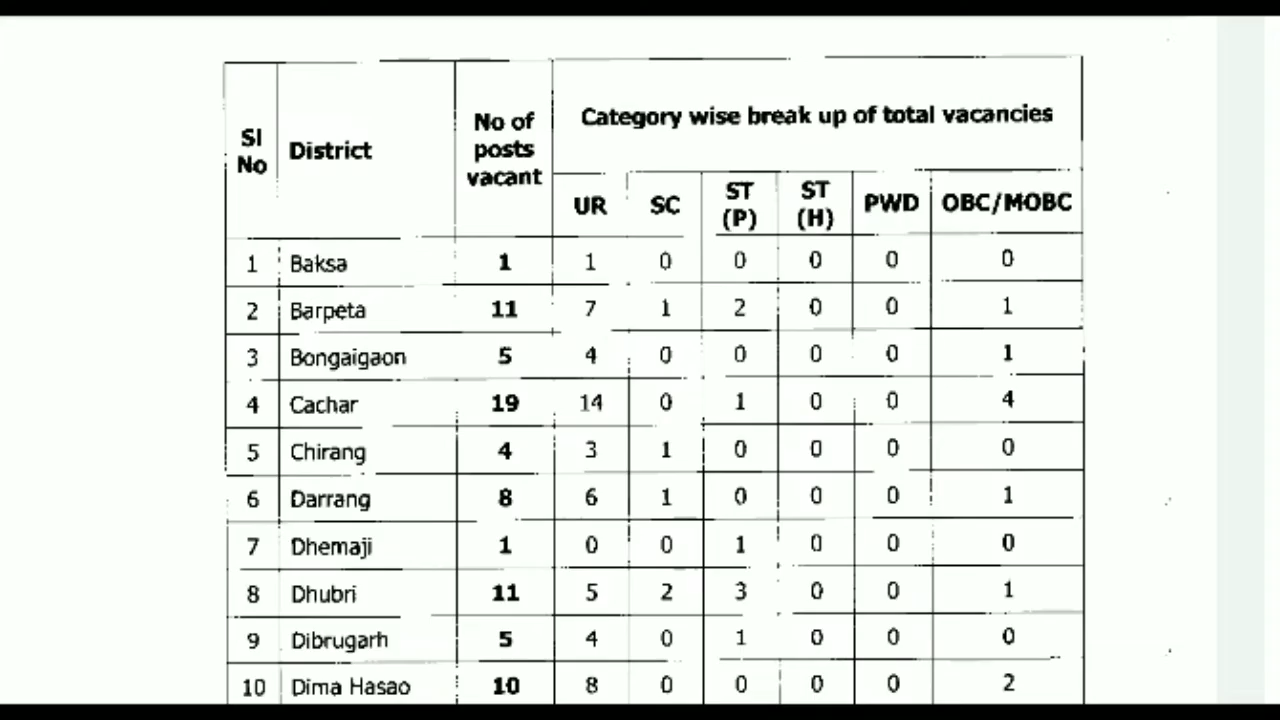 Sl No District No of posts vacant Category wise break up of total vacancies
UR SC ST (P) ST (H) PWD OBC/MOBC
1 Baksa 1 1 0 0 0 0 0
2 Barpeta 11 7 1 2 0 0 1
3 Bongaigaon 5 4 0 0 0 0 1
4 Cachar 19 14 0 1 0 0 4
5 Chirang 4 3 1 0 0 0 0
6 Darrang 8 6 1 0 0 0 1
7 Dhemaji 1 0 0 1 0 0 0
8 Dhubri 11 5 2 3 0 0 1
9 Dibrugarh 5 4 0 1 0 0 0
10 Dima Hasao 10 8 0 0 0 0 2